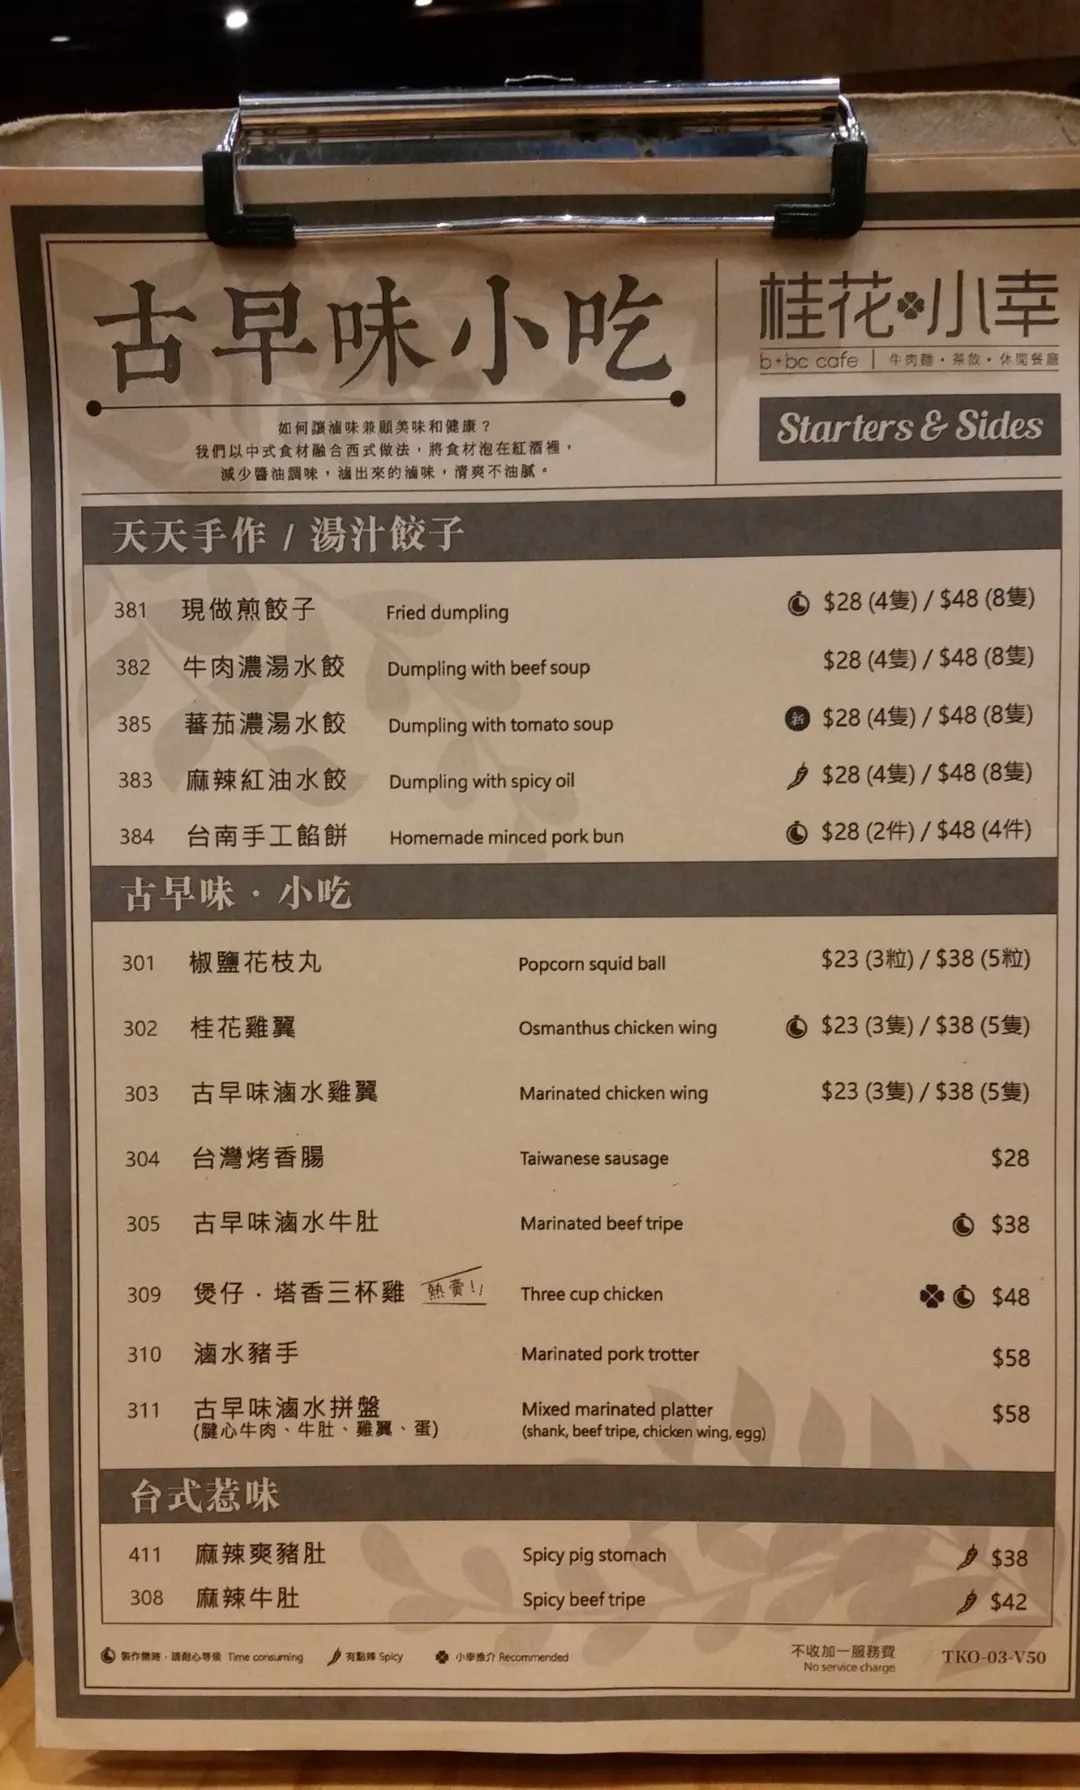 古早味小吃
如何讓滷味兼顧美味和健康？
我們以中式食材融合西式做法，將食材泡在紅酒裡，
減少醬油調味，滷出來的滷味，清爽不油膩。
桂花小幸
b+bc cafe | 牛肉麵・茶飲・休閒餐廳
Starters & Sides
天天手作 / 湯汁餃子
381 現做煎餃子 Fried dumpling $28 (4隻) / $48 (8隻)
382 牛肉濃湯水餃 Dumpling with beef soup $28 (4隻) / $48 (8隻)
385 蕃茄濃湯水餃 Dumpling with tomato soup 新 $28 (4隻) / $48 (8隻)
383 麻辣紅油水餃 Dumpling with spicy oil $28 (4隻) / $48 (8隻)
384 台南手工餡餅 Homemade minced pork bun $28 (2件) / $48 (4件)
古早味・小吃
301 椒鹽花枝丸 Popcorn squid ball $23 (3粒) / $38 (5粒)
302 桂花雞翼 Osmanthus chicken wing $23 (3隻) / $38 (5隻)
303 古早味滷水雞翼 Marinated chicken wing $23 (3隻) / $38 (5隻)
304 台灣烤香腸 Taiwanese sausage $28
305 古早味滷水牛肚 Marinated beef tripe $38
309 煲仔・塔香三杯雞 熱賣!! Three cup chicken $48
310 滷水豬手 Marinated pork trotter $58
311 古早味滷水拼盤 Mixed marinated platter $58
(腱心牛肉、牛肚、雞翼、蛋) (shank, beef tripe, chicken wing, egg)
台式惹味
411 麻辣爽豬肚 Spicy pig stomach $38
308 麻辣牛肚 Spicy beef tripe $42
製作需時，請耐心等候 Time consuming 有點辣 Spicy 小幸推介 Recommended 不收加一服務費
No service charge TKO-03-V50